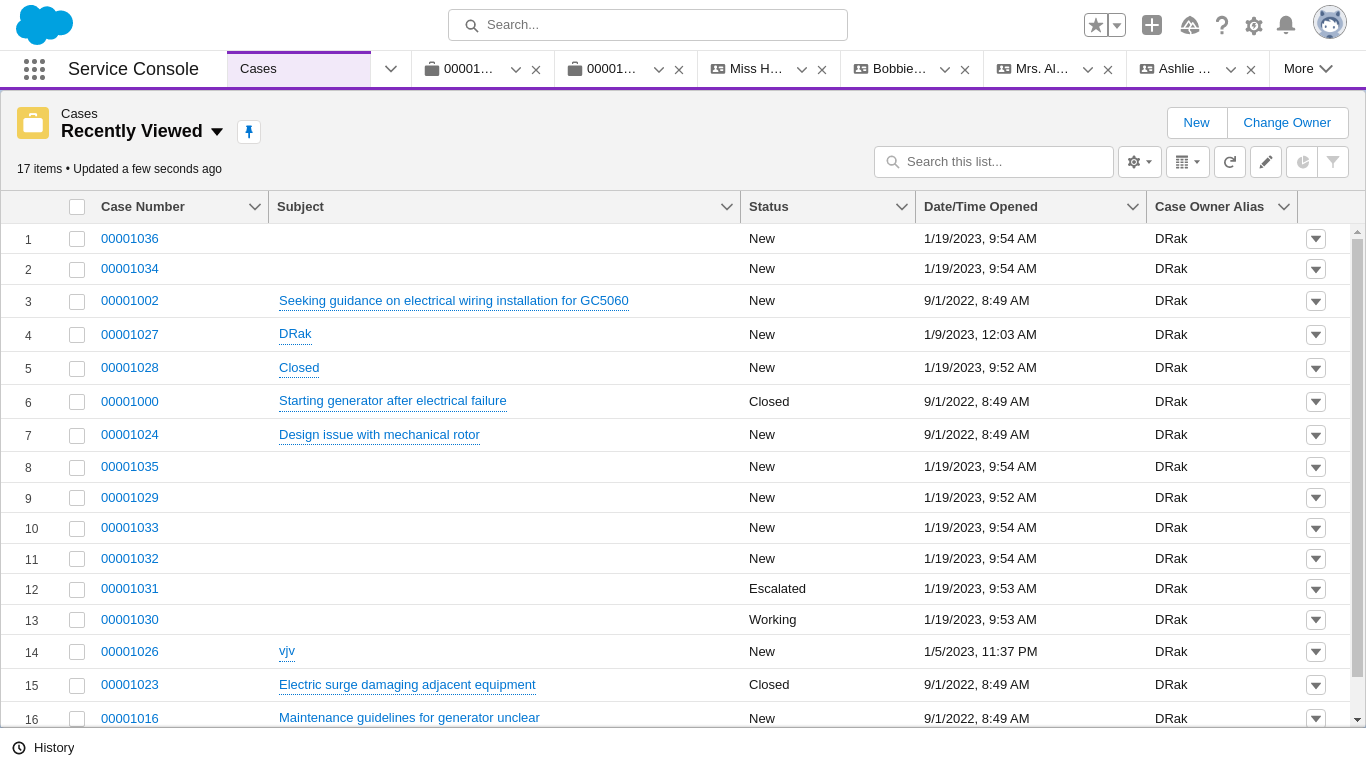 Search...
Service Console
Cases
00001…
00001…
Miss H…
Bobbie…
Mrs. Al…
Ashlie …
More
Cases
Recently Viewed
New
Change Owner
17 items • Updated a few seconds ago
Search this list...
Case Number Subject Status Date/Time Opened Case Owner Alias
1 00001036 New 1/19/2023, 9:54 AM DRak
2 00001034 New 1/19/2023, 9:54 AM DRak
3 00001002 Seeking guidance on electrical wiring installation for GC5060 New 9/1/2022, 8:49 AM DRak
4 00001027 DRak New 1/9/2023, 12:03 AM DRak
5 00001028 Closed New 1/19/2023, 9:52 AM DRak
6 00001000 Starting generator after electrical failure Closed 9/1/2022, 8:49 AM DRak
7 00001024 Design issue with mechanical rotor New 9/1/2022, 8:49 AM DRak
8 00001035 New 1/19/2023, 9:54 AM DRak
9 00001029 New 1/19/2023, 9:52 AM DRak
10 00001033 New 1/19/2023, 9:54 AM DRak
11 00001032 New 1/19/2023, 9:54 AM DRak
12 00001031 Escalated 1/19/2023, 9:53 AM DRak
13 00001030 Working 1/19/2023, 9:53 AM DRak
14 00001026 vjv New 1/5/2023, 11:37 PM DRak
15 00001023 Electric surge damaging adjacent equipment Closed 9/1/2022, 8:49 AM DRak
16 00001016 Maintenance guidelines for generator unclear New 9/1/2022, 8:49 AM DRak
History